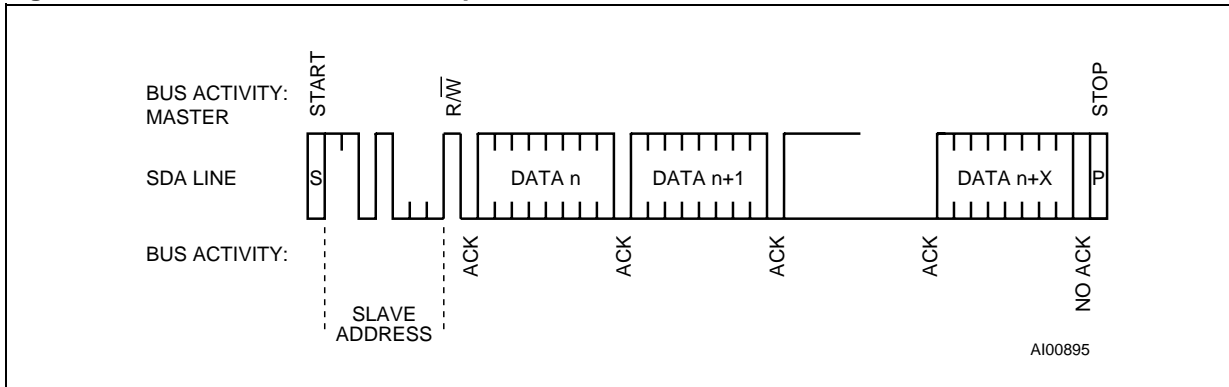 BUS ACTIVITY:
MASTER
START
R/W
STOP
SDA LINE
S
DATA n
DATA n+1
DATA n+X
P
BUS ACTIVITY:
ACK
ACK
ACK
ACK
NO ACK
SLAVE
ADDRESS
AI00895